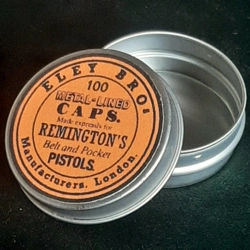 ELEY BROS
100
METAL-LINED
CAPS.
Made expressly for
REMINGTON'S
Belt and Pocket
PISTOLS.
Manufacturers. London.